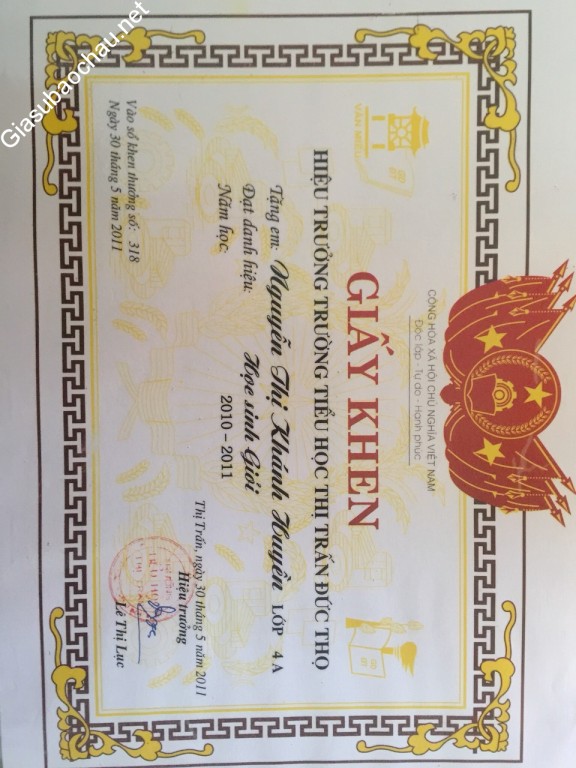 Giasubaochau.net
CỘNG HÒA XÃ HỘI CHỦ NGHĨA VIỆT NAM
Độc lập - Tự do - Hạnh phúc
GIẤY KHEN
VĂN MIẾU
HIỆU TRƯỞNG TRƯỜNG TIỂU HỌC THỊ TRẤN ĐỨC THỌ
Tặng em: Nguyễn Thị Khánh Huyền LỚP 4A
Đạt danh hiệu: Học sinh Giỏi
Năm học: 2010 - 2011
Thị Trấn, ngày 30 tháng 5 năm 2011
Hiệu trưởng
Vào sổ khen thưởng số: 318
Ngày 30 tháng 5 năm 2011
Lê Thị Lục